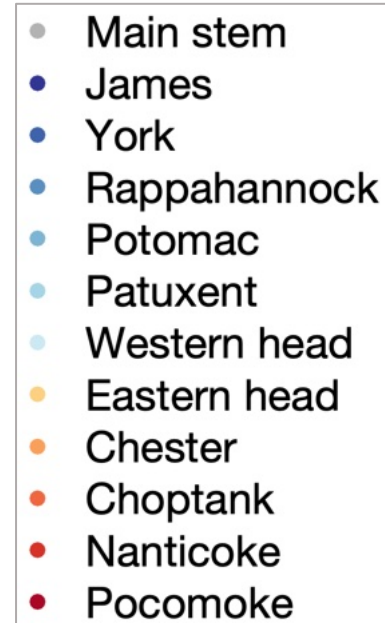 Main stem
James
York
Rappahannock
Potomac
Patuxent
Western head
Eastern head
Chester
Choptank
Nanticoke
Pocomoke